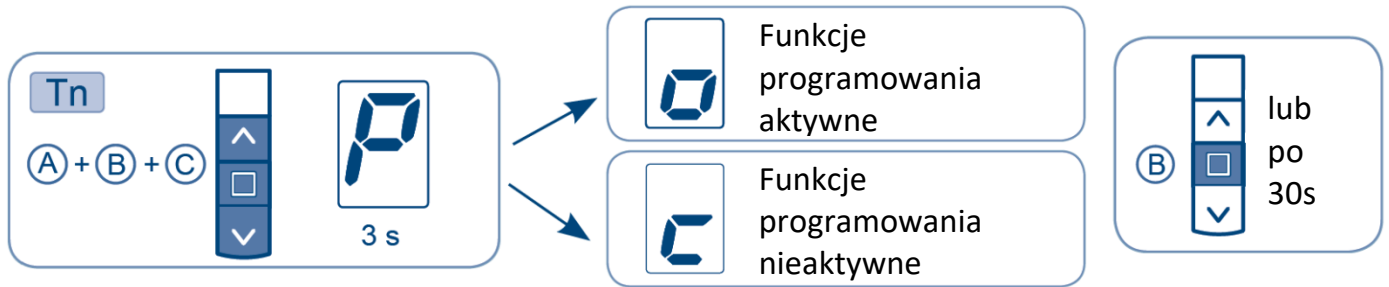 Tn
A + B + C
P
3 s
o
Funkcje
programowania
aktywne
c
Funkcje
programowania
nieaktywne
B
lub
po
30s